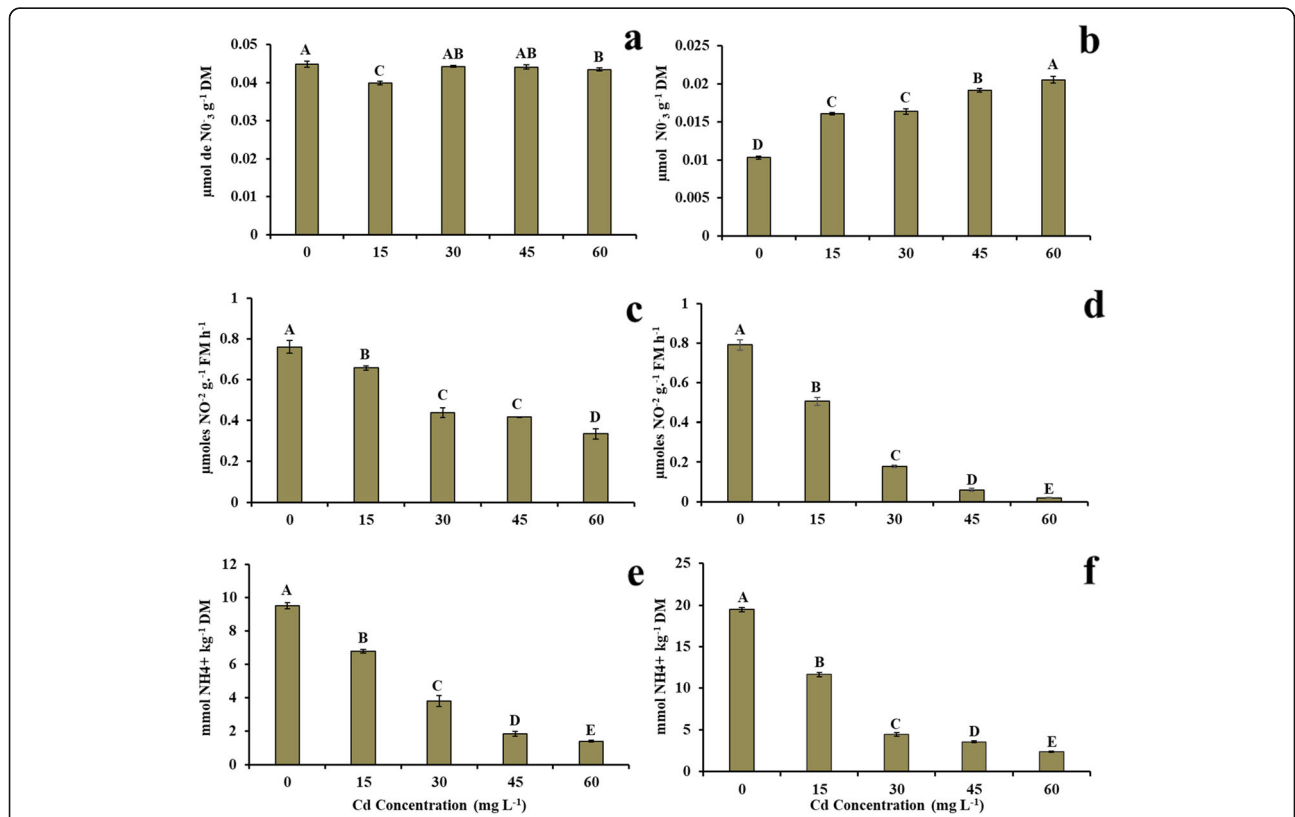 a
µmol de N0⁻₃ g⁻¹ DM
0.05
0.04
0.03
0.02
0.01
0
A C AB AB B
0 15 30 45 60
b
µmol N0⁻₃ g⁻¹ DM
0.025
0.02
0.015
0.01
0.005
0
D C C B A
0 15 30 45 60
c
µmoles NO⁻² g.⁻¹ FM h⁻¹
1
0.8
0.6
0.4
0.2
0
A B C C D
0 15 30 45 60
d
µmoles NO⁻² g.⁻¹ FM h⁻¹
1
0.8
0.6
0.4
0.2
0
A B C D E
0 15 30 45 60
e
mmol NH4+ kg⁻¹ DM
12
10
8
6
4
2
0
A B C D E
0 15 30 45 60
Cd Concentration (mg L⁻¹)
f
mmol NH4+ kg⁻¹ DM
25
20
15
10
5
0
A B C D E
0 15 30 45 60
Cd Concentration (mg L⁻¹)